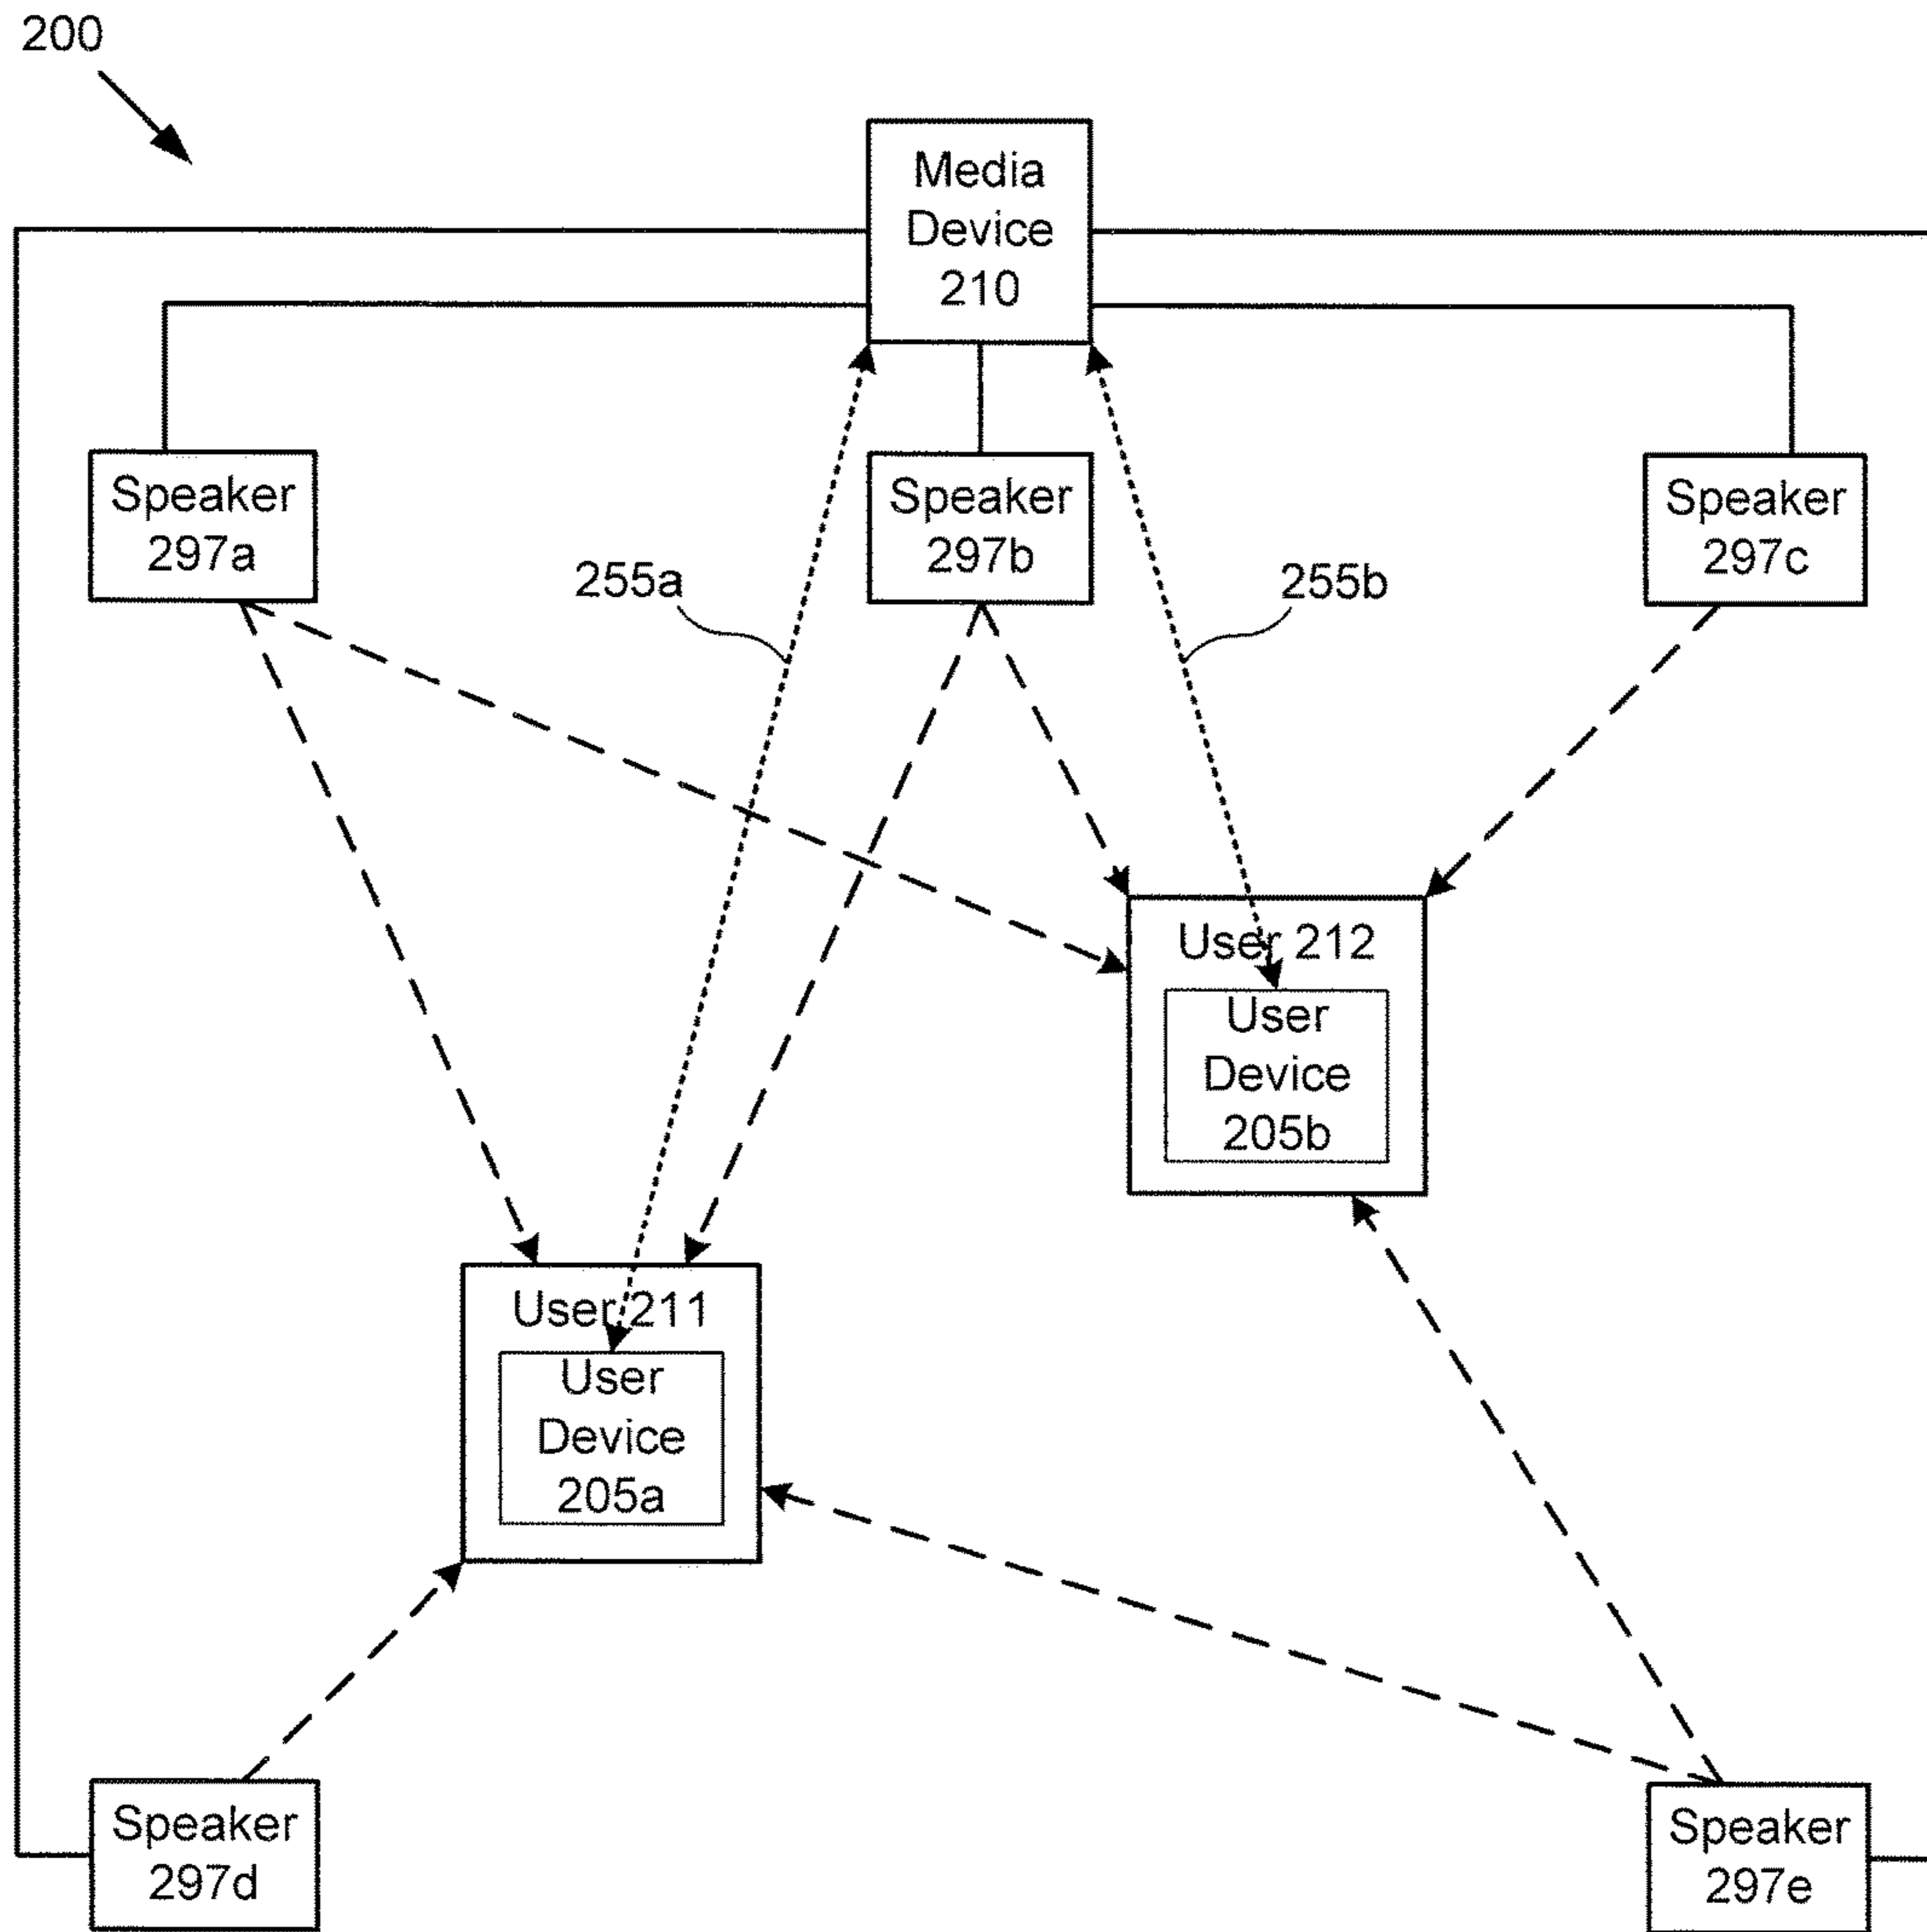 200
Media
Device
210
Speaker
297a
Speaker
297b
Speaker
297c
255a
255b
User 212
User
Device
205b
User 211
User
Device
205a
Speaker
297d
Speaker
297e